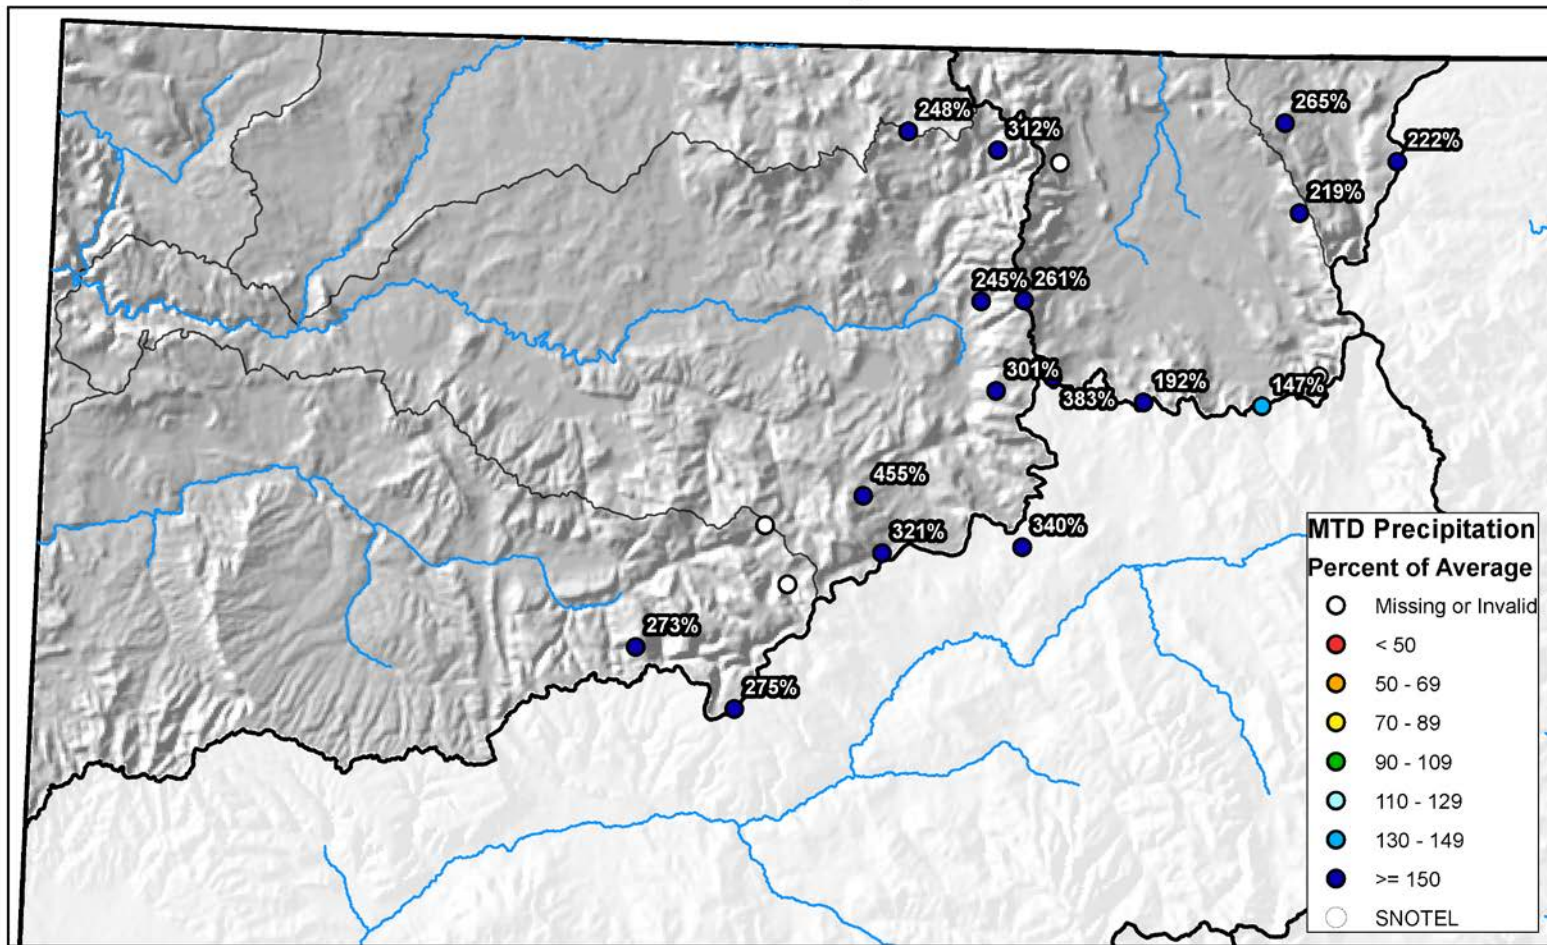 248%
312%
265%
222%
219%
245%
261%
301%
383%
192%
147%
455%
321%
340%
273%
275%
MTD Precipitation
Percent of Average
Missing or Invalid
< 50
50 - 69
70 - 89
90 - 109
110 - 129
130 - 149
>= 150
SNOTEL